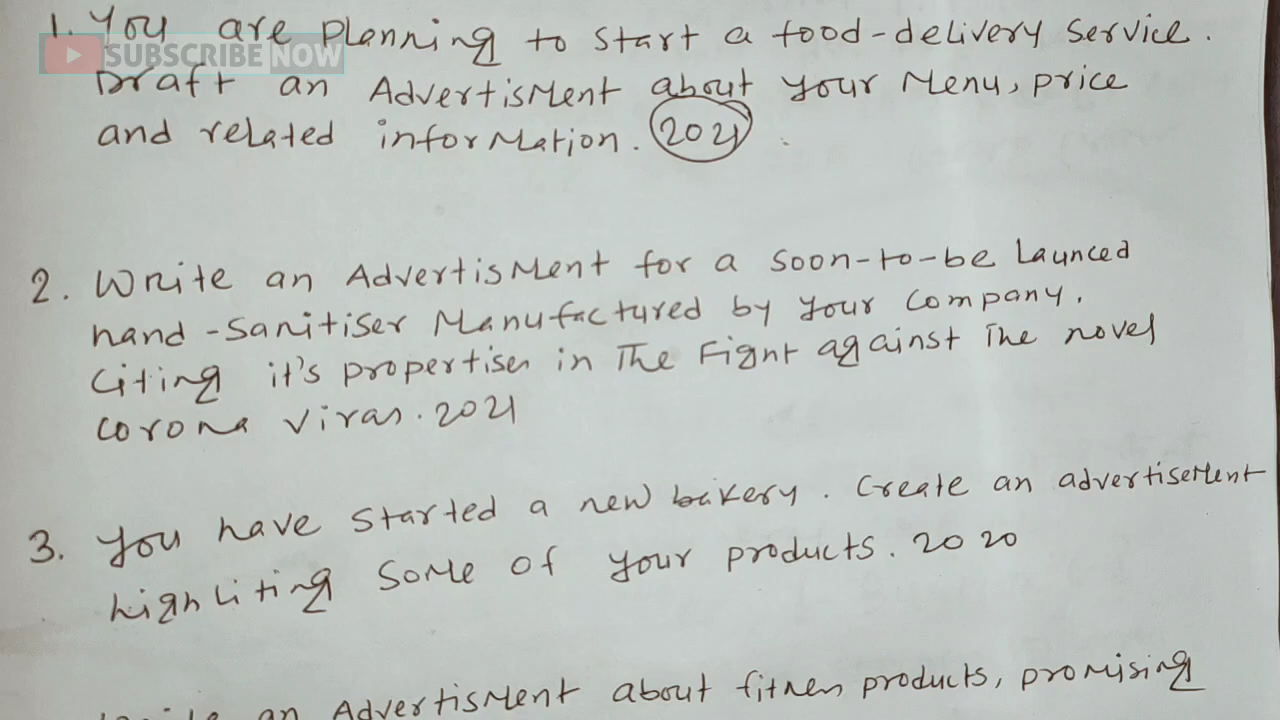 1. You are planning to start a food-delivery service.
SUBSCRIBE NOW
Draft an AdvertisMent about your Menu, price
and related inforMation. 2021
2. Write an AdvertisMent for a soon-to-be Launced
hand-sanitiser Manufactured by your company,
citing it's properties in The Fight against The novel
corona viras. 2021
3. You have started a new bakery. Create an advertiseMent
highliting soMe of your products. 2020
an AdvertisMent about fitness products, proMising